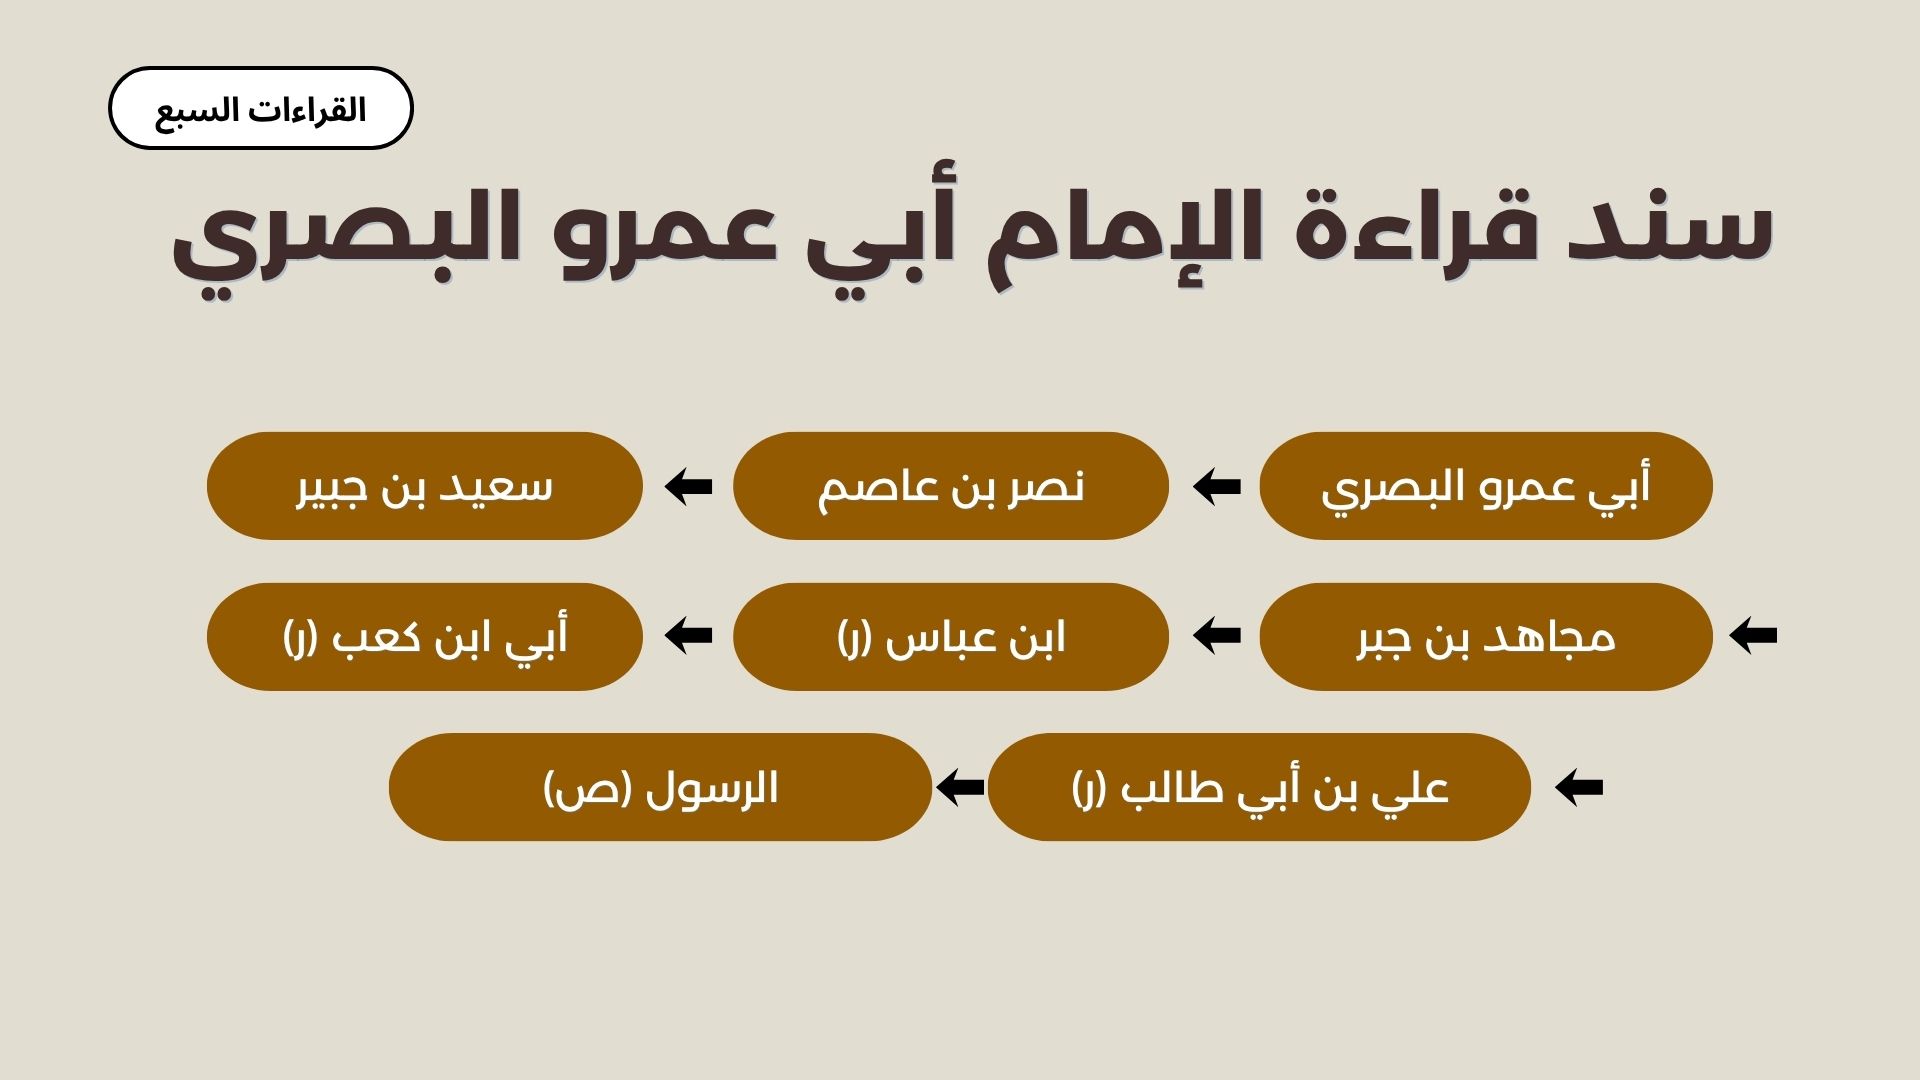 القراءات السبع
سند قراءة الإمام أبي عمرو البصري
أبي عمرو البصري
نصر بن عاصم
سعيد بن جبير
مجاهد بن جبر
ابن عباس (ر)
أبي ابن كعب (ر)
علي بن أبي طالب (ر)
الرسول (ص)